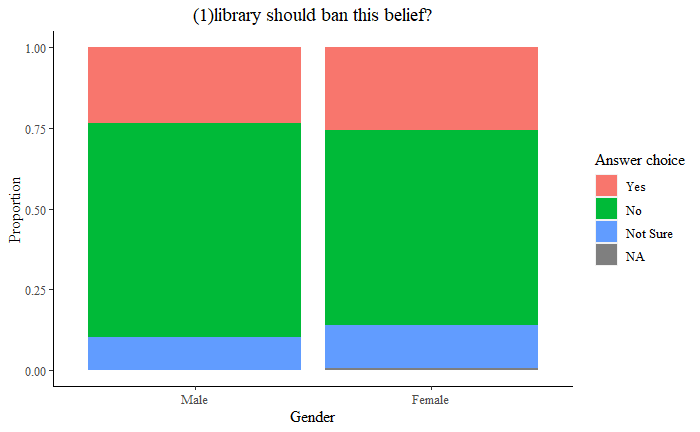 (1)library should ban this belief?
1.00
0.75
0.50
0.25
0.00
Proportion
Male
Female
Gender
Answer choice
Yes
No
Not Sure
NA